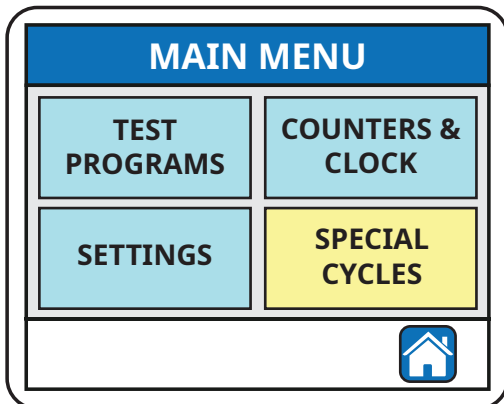 MAIN MENU
TEST
PROGRAMS
COUNTERS &
CLOCK
SETTINGS
SPECIAL
CYCLES